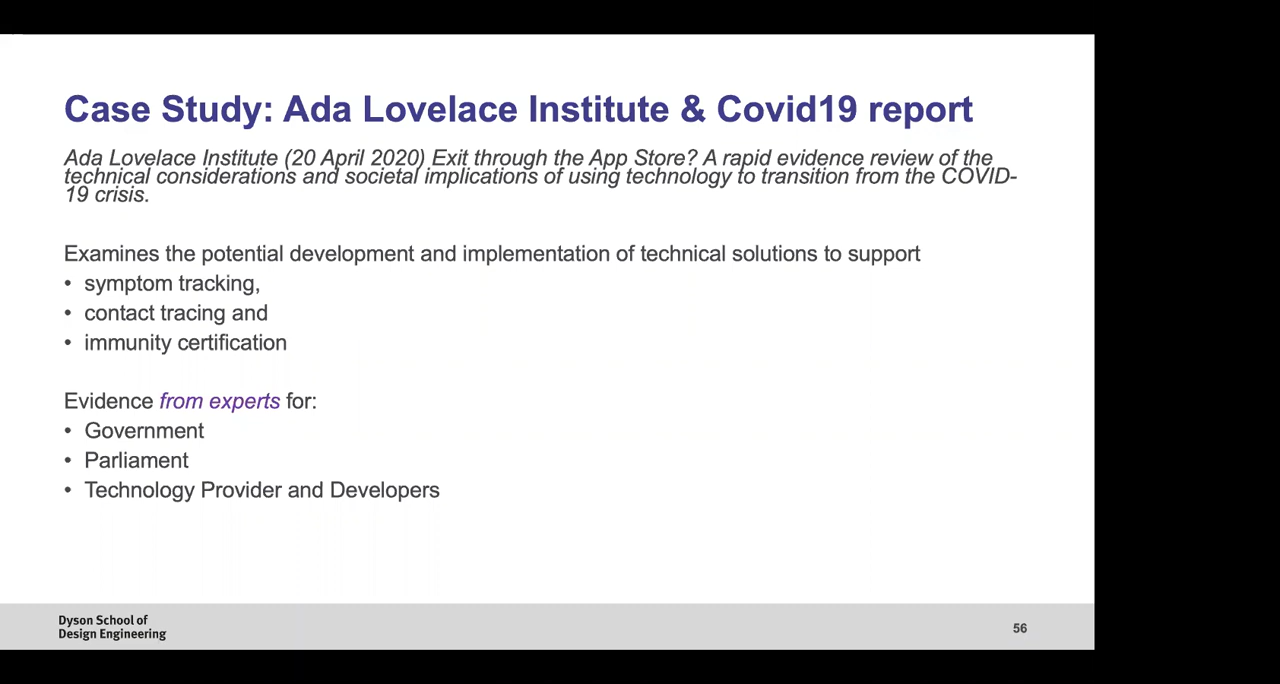 Case Study: Ada Lovelace Institute & Covid19 report
Ada Lovelace Institute (20 April 2020) Exit through the App Store? A rapid evidence review of the
technical considerations and societal implications of using technology to transition from the COVID-
19 crisis.
Examines the potential development and implementation of technical solutions to support
• symptom tracking,
• contact tracing and
• immunity certification
Evidence from experts for:
• Government
• Parliament
• Technology Provider and Developers
Dyson School of
Design Engineering
56